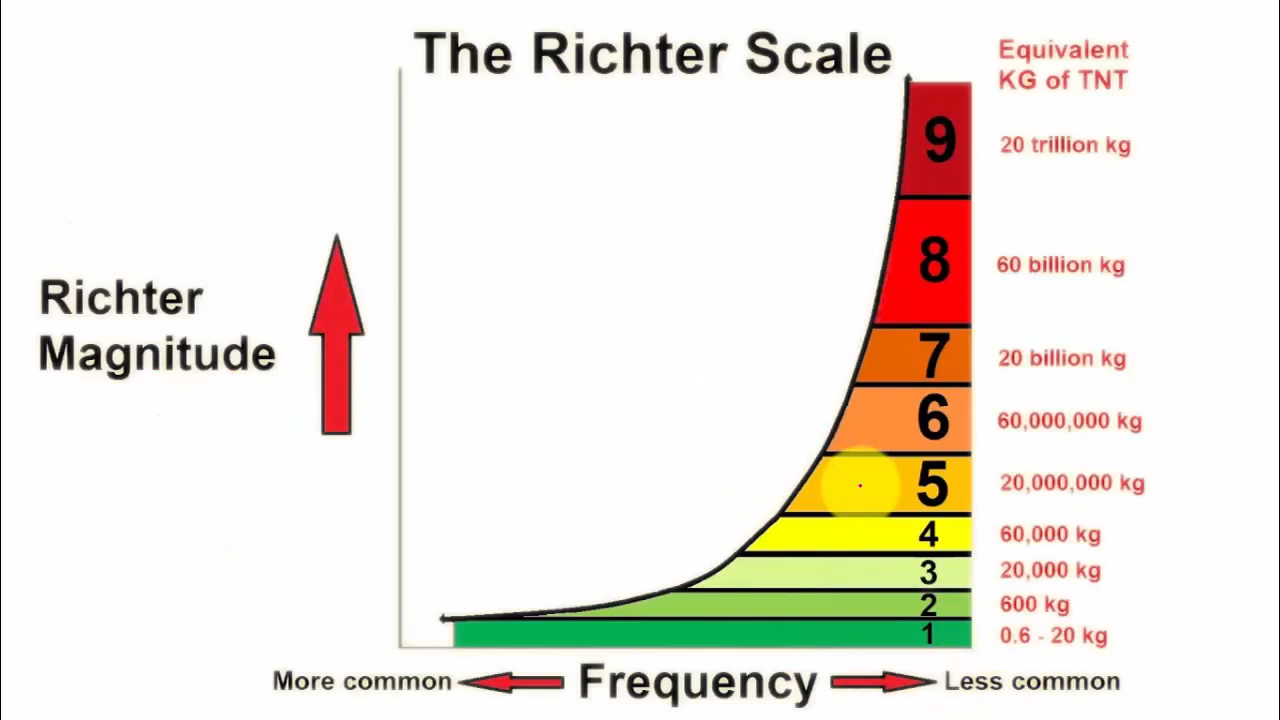 The Richter Scale
Equivalent
KG of TNT
9
20 trillion kg
8
60 billion kg
Richter
Magnitude
7
20 billion kg
6
60,000,000 kg
5
20,000,000 kg
4
60,000 kg
3
20,000 kg
2
600 kg
1
0.6 - 20 kg
More common
Frequency
Less common